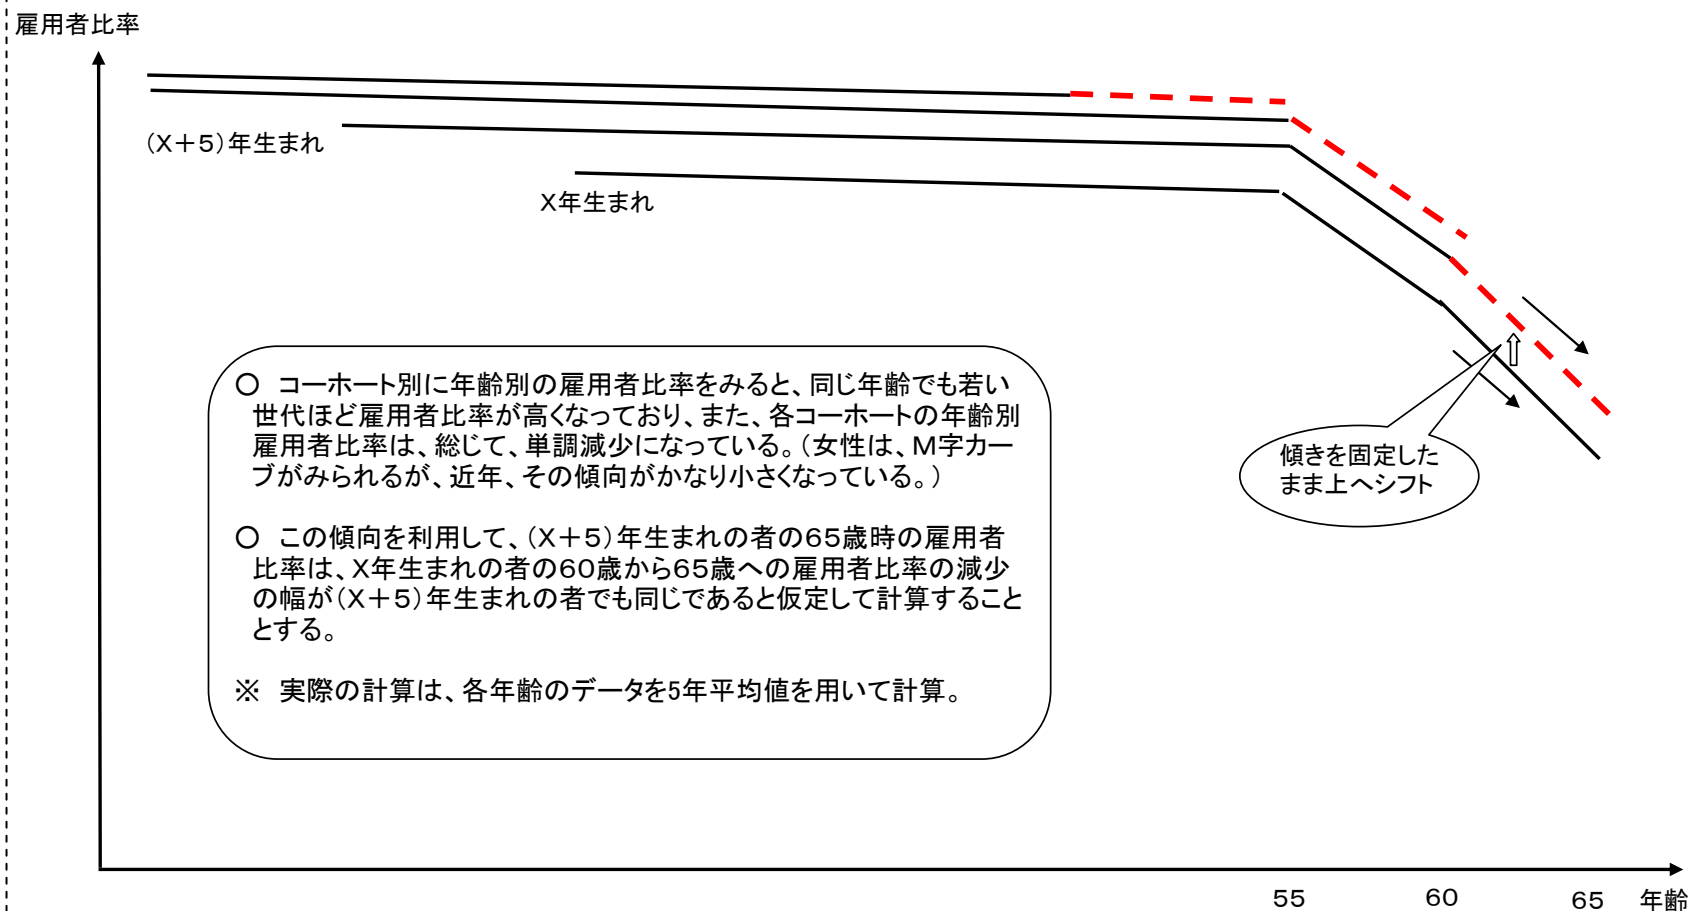 雇用者比率
(X+5)年生まれ
X年生まれ
○ コーホート別に年齢別の雇用者比率をみると、同じ年齢でも若い
世代ほど雇用者比率が高くなっており、また、各コーホートの年齢別
雇用者比率は、総じて、単調減少になっている。(女性は、M字カー
ブがみられるが、近年、その傾向がかなり小さくなっている。)
○ この傾向を利用して、(X+5)年生まれの者の65歳時の雇用者
比率は、X年生まれの者の60歳から65歳への雇用者比率の減少
の幅が(X+5)年生まれの者でも同じであると仮定して計算すること
とする。
※ 実際の計算は、各年齢のデータを5年平均値を用いて計算。
傾きを固定した
まま上へシフト
55 60 65 年齢